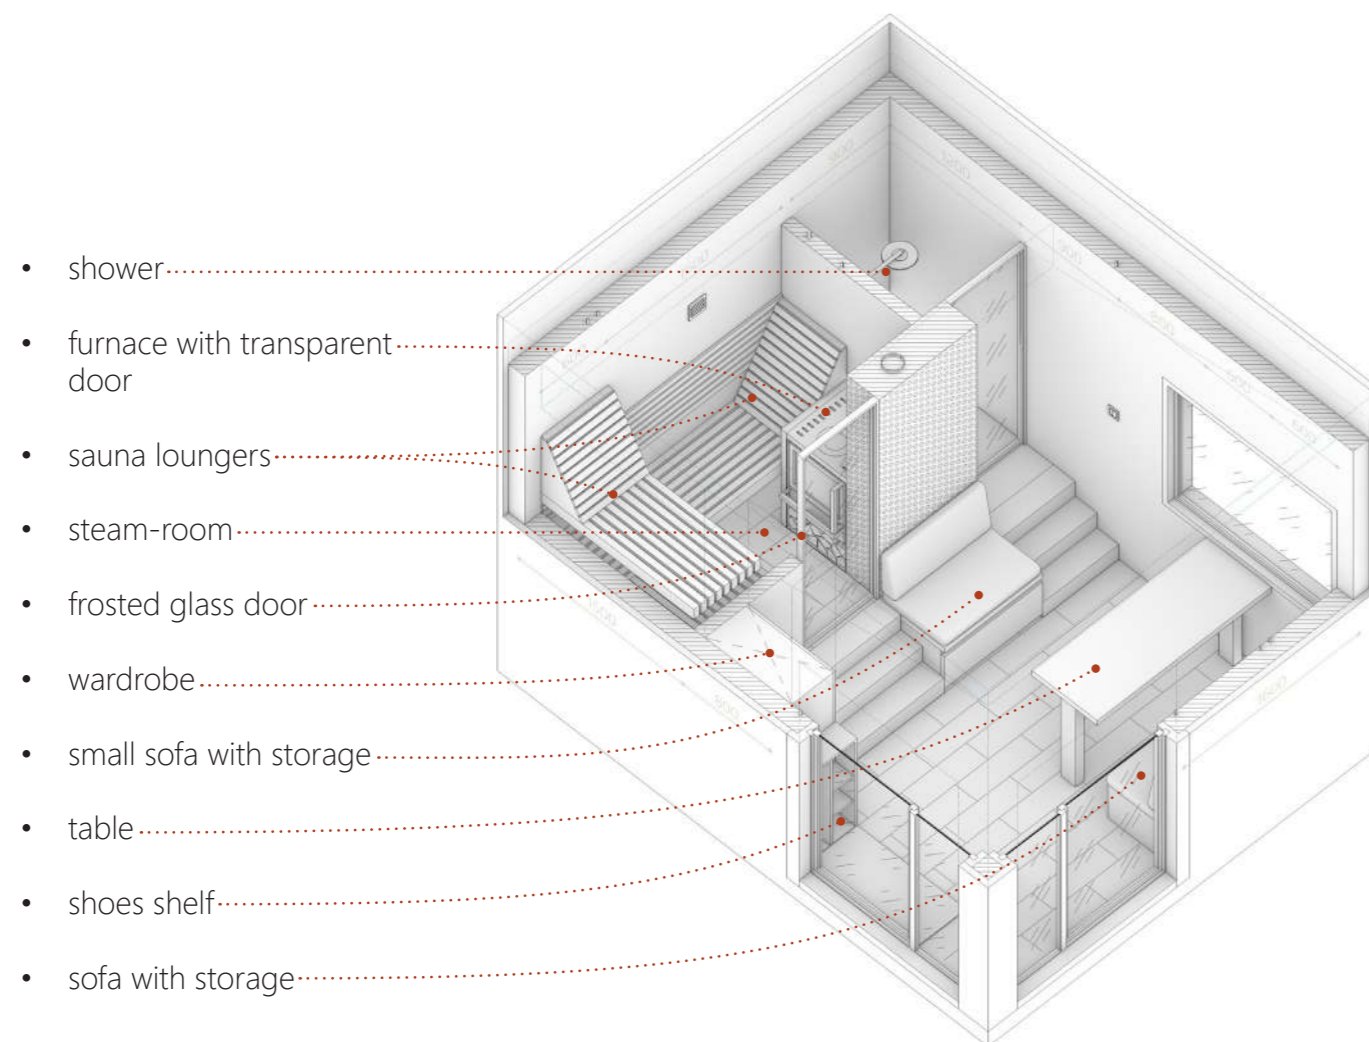 • shower
• furnace with transparent
door
• sauna loungers
• steam-room
• frosted glass door
• wardrobe
• small sofa with storage
• table
• shoes shelf
• sofa with storage